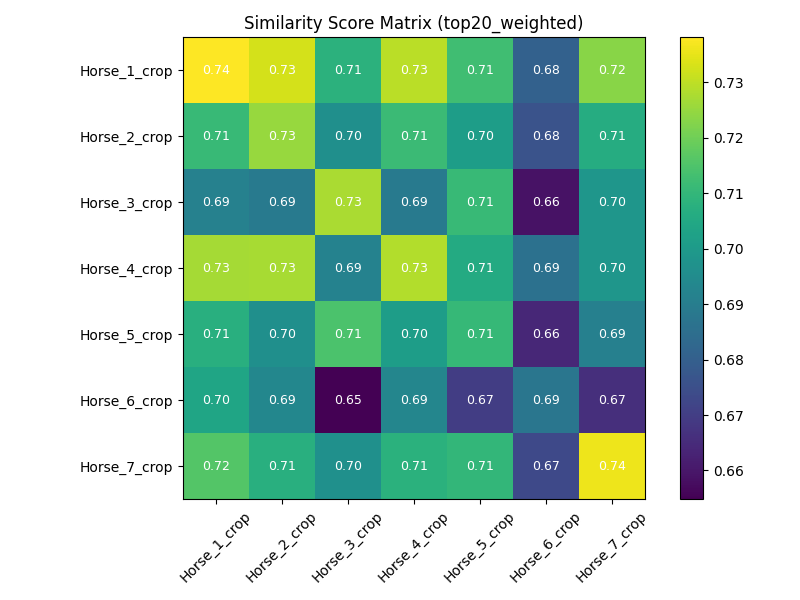 Similarity Score Matrix (top20_weighted)
Horse_1_crop 0.74 0.73 0.71 0.73 0.71 0.68 0.72
Horse_2_crop 0.71 0.73 0.70 0.71 0.70 0.68 0.71
Horse_3_crop 0.69 0.69 0.73 0.69 0.71 0.66 0.70
Horse_4_crop 0.73 0.73 0.69 0.73 0.71 0.69 0.70
Horse_5_crop 0.71 0.70 0.71 0.70 0.71 0.66 0.69
Horse_6_crop 0.70 0.69 0.65 0.69 0.67 0.69 0.67
Horse_7_crop 0.72 0.71 0.70 0.71 0.71 0.67 0.74
Horse_1_crop Horse_2_crop Horse_3_crop Horse_4_crop Horse_5_crop Horse_6_crop Horse_7_crop
0.73
0.72
0.71
0.70
0.69
0.68
0.67
0.66